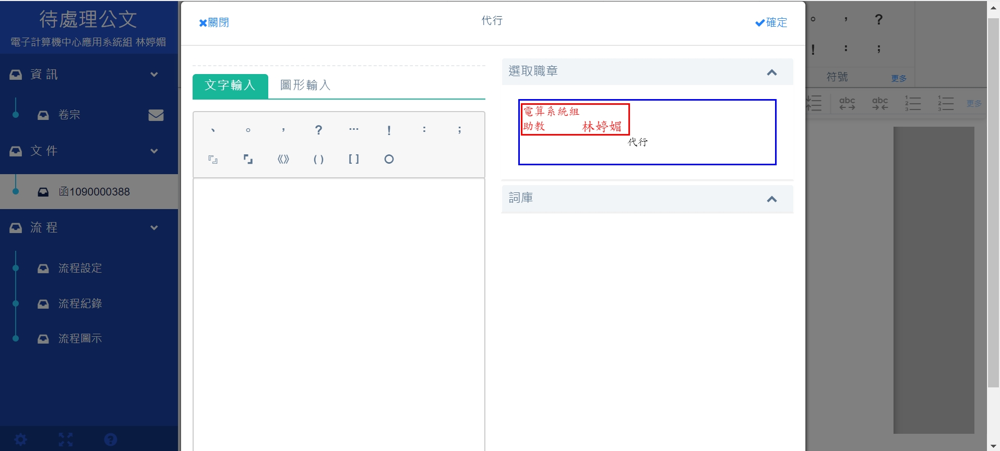 待處理公文
電子計算機中心應用系統組 林婷媚
資訊
卷宗
文件
函1090000388
流程
流程設定
流程紀錄
流程圖示
關閉
代行
確定
文字輸入 圖形輸入
、 。 , ? … ! : ;
『』 「」 《》 ( ) [ ] ○
選取職章
電算系統組
助教 林婷媚
代行
詞庫
。 , ?
! : ;
符號 更多
abc abc 更多